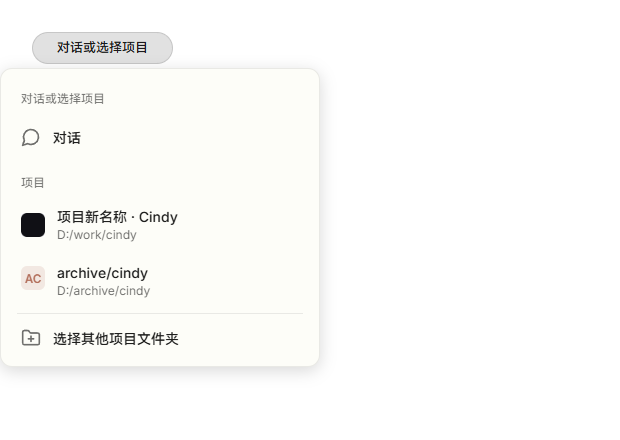 对话或选择项目
对话或选择项目
对话
项目
项目新名称 · Cindy
D:/work/cindy
AC
archive/cindy
D:/archive/cindy
选择其他项目文件夹